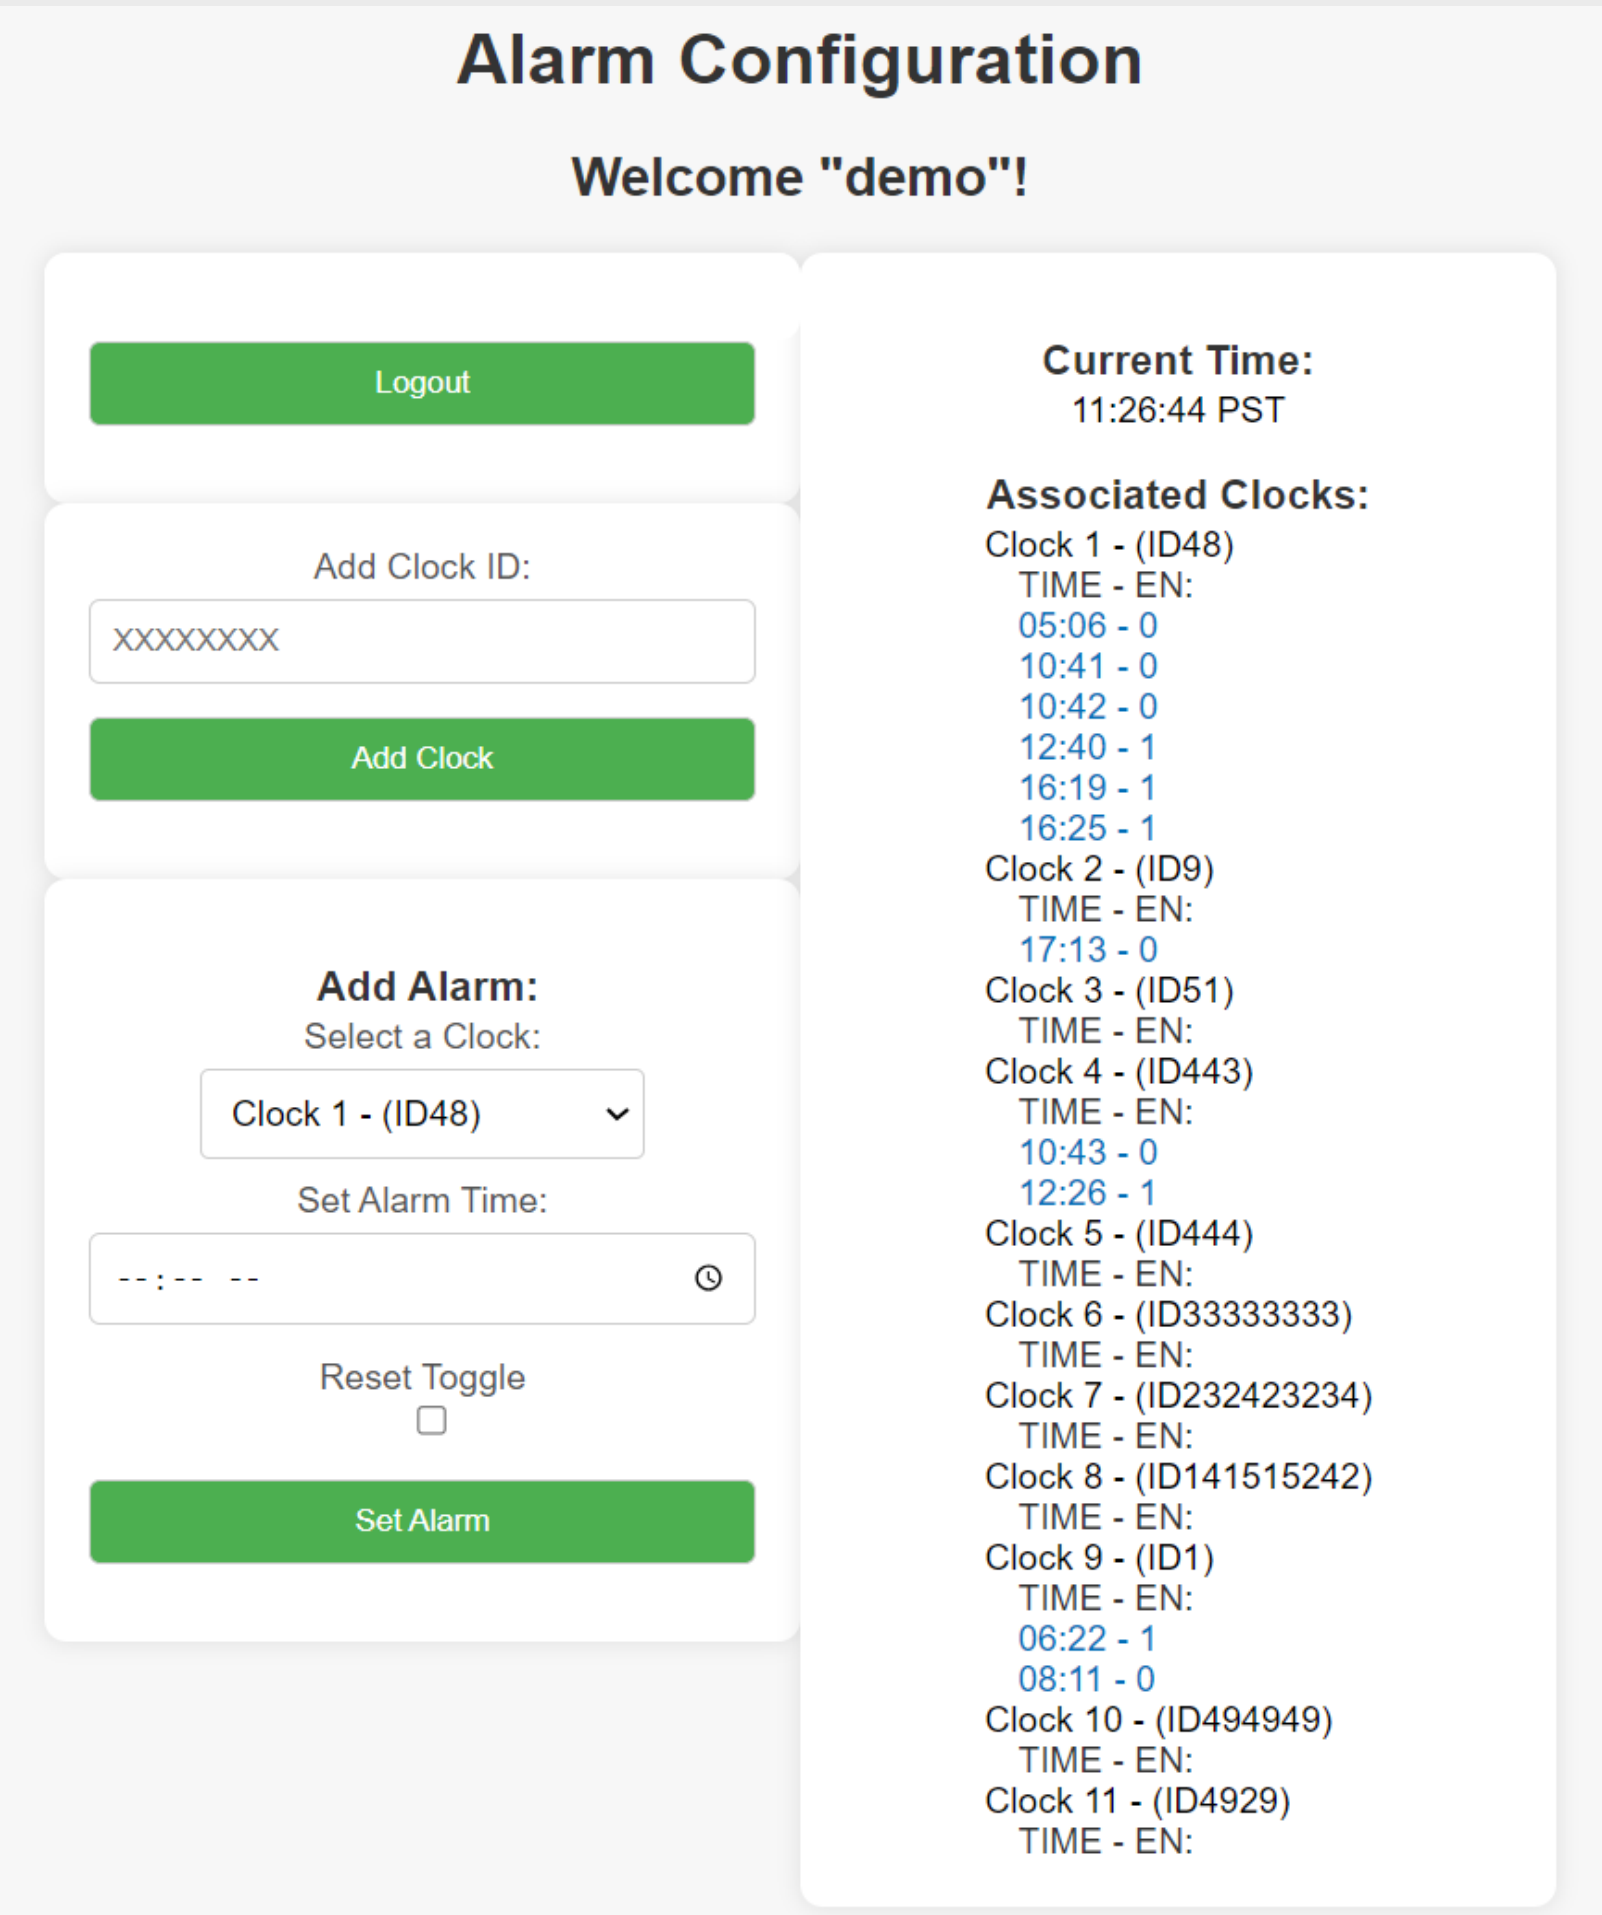 Alarm Configuration
Welcome "demo"!
Logout
Add Clock ID:
XXXXXXXX
Add Clock
Add Alarm:
Select a Clock:
Clock 1 - (ID48)
Set Alarm Time:
--:-- --
Reset Toggle
Set Alarm
Current Time:
11:26:44 PST
Associated Clocks:
Clock 1 - (ID48)
TIME - EN:
05:06 - 0
10:41 - 0
10:42 - 0
12:40 - 1
16:19 - 1
16:25 - 1
Clock 2 - (ID9)
TIME - EN:
17:13 - 0
Clock 3 - (ID51)
TIME - EN:
Clock 4 - (ID443)
TIME - EN:
10:43 - 0
12:26 - 1
Clock 5 - (ID444)
TIME - EN:
Clock 6 - (ID33333333)
TIME - EN:
Clock 7 - (ID232423234)
TIME - EN:
Clock 8 - (ID141515242)
TIME - EN:
Clock 9 - (ID1)
TIME - EN:
06:22 - 1
08:11 - 0
Clock 10 - (ID494949)
TIME - EN:
Clock 11 - (ID4929)
TIME - EN: